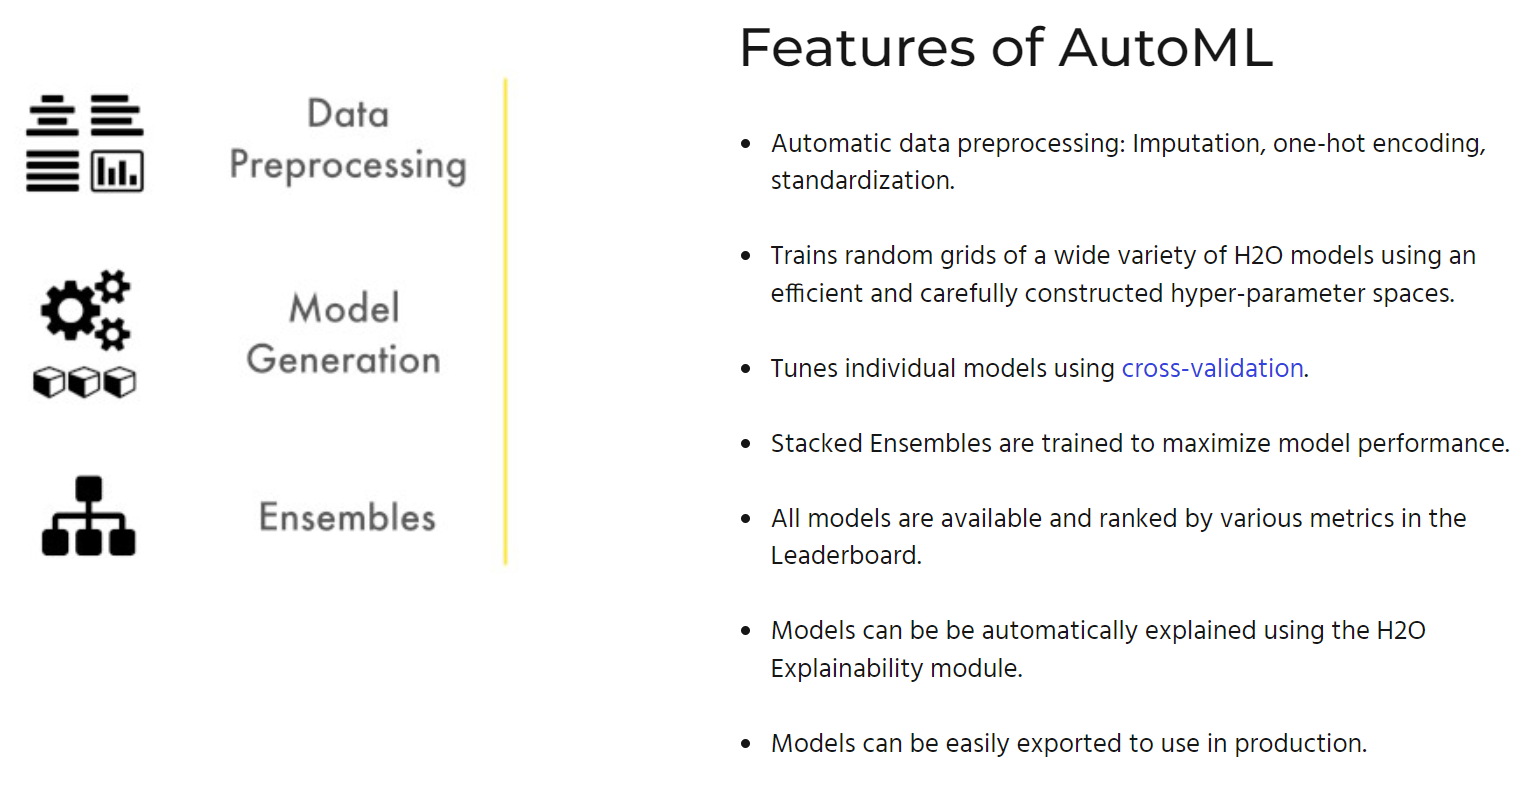 Data
Preprocessing
Model
Generation
Ensembles
Features of AutoML
• Automatic data preprocessing: Imputation, one-hot encoding,
standardization.
• Trains random grids of a wide variety of H2O models using an
efficient and carefully constructed hyper-parameter spaces.
• Tunes individual models using cross-validation.
• Stacked Ensembles are trained to maximize model performance.
• All models are available and ranked by various metrics in the
Leaderboard.
• Models can be be automatically explained using the H2O
Explainability module.
• Models can be easily exported to use in production.